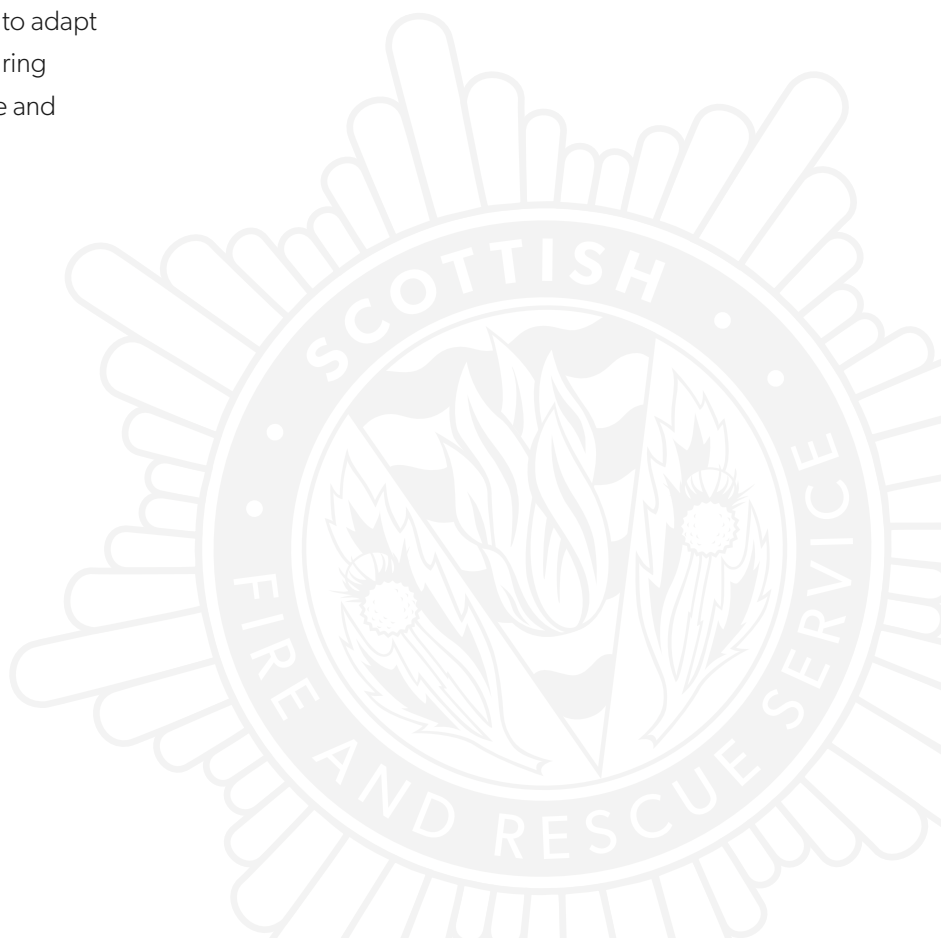 to adapt
ring
e and
SCOTTISH
FIRE AND RESCUE SERVICE